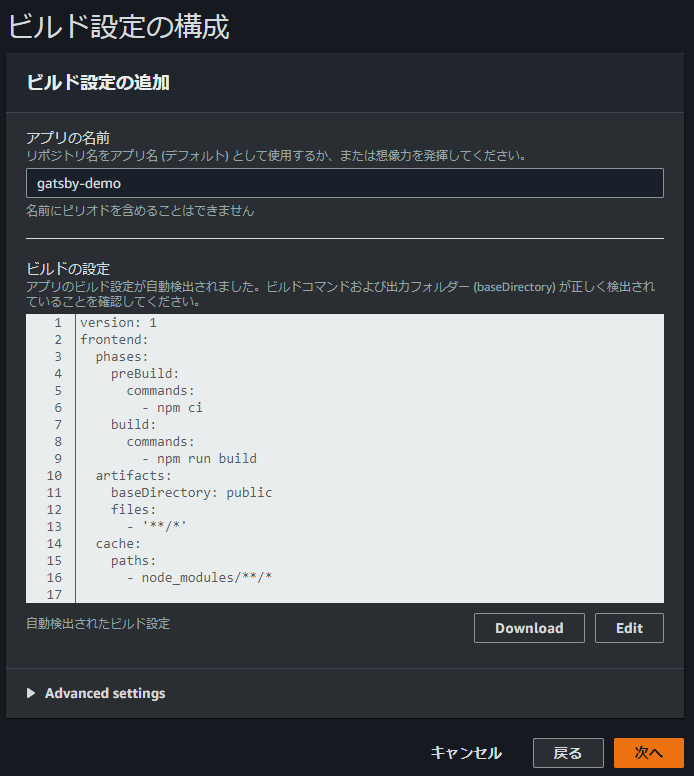 ビルド設定の構成
ビルド設定の追加
アプリの名前
リポジトリ名をアプリ名 (デフォルト) として使用するか、または想像力を発揮してください。
gatsby-demo
名前にピリオドを含めることはできません
ビルドの設定
アプリのビルド設定が自動検出されました。ビルドコマンドおよび出力フォルダー (baseDirectory) が正しく検出され
ていることを確認してください。
1 version: 1
2 frontend:
3   phases:
4     preBuild:
5       commands:
6         - npm ci
7     build:
8       commands:
9         - npm run build
10   artifacts:
11     baseDirectory: public
12     files:
13       - '**/*'
14   cache:
15     paths:
16       - node_modules/**/*
17
自動検出されたビルド設定
Download Edit
Advanced settings
キャンセル 戻る 次へ